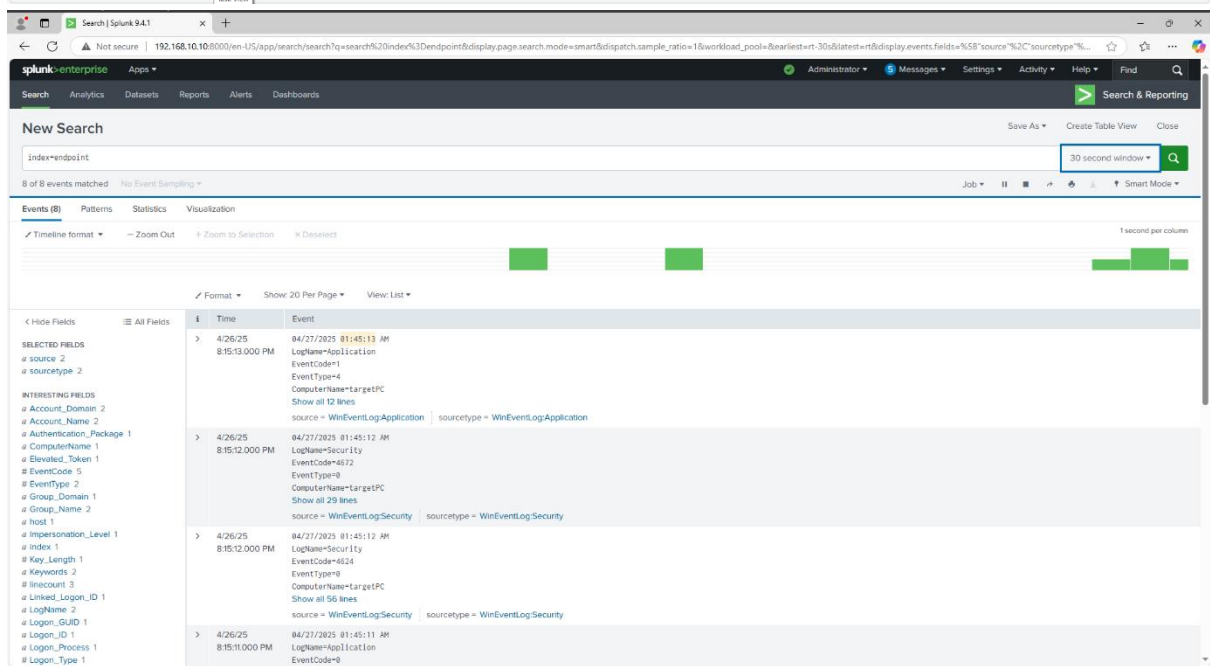 Search | Splunk 9.4.1
Not secure | 192.168.10.10:8000/en-US/app/search/search?q=search%20index%3Dendpoint&display.page.search.mode=smart&dispatch.sample_ratio=1&workload_pool=&earliest=rt-30s&latest=rt&display.events.fields=%5B"source"%2C"sourcetype"%...
splunk>enterprise Apps Administrator 5 Messages Settings Activity Help Find
Search Analytics Datasets Reports Alerts Dashboards Search & Reporting
New Search Save As Create Table View Close
index=endpoint 30 second window
8 of 8 events matched No Event Sampling Job Smart Mode
Events (8) Patterns Statistics Visualization
Timeline format — Zoom Out + Zoom to Selection × Deselect 1 second per column
Format Show: 20 Per Page View: List
< Hide Fields All Fields i Time Event
SELECTED FIELDS
a source 2
a sourcetype 2
INTERESTING FIELDS
a Account_Domain 2
a Account_Name 2
a Authentication_Package 1
a ComputerName 1
a Elevated_Token 1
# EventCode 5
# EventType 2
a Group_Domain 1
a Group_Name 2
a host 1
a Impersonation_Level 1
a index 1
# Key_Length 1
a Keywords 2
# linecount 3
a Linked_Logon_ID 1
a LogName 2
a Logon_GUID 1
a Logon_ID 1
a Logon_Process 1
# Logon_Type 1
> 4/26/25 04/27/2025 01:45:13 AM
8:15:13.000 PM LogName=Application
EventCode=1
EventType=4
ComputerName=targetPC
Show all 12 lines
source = WinEventLog:Application sourcetype = WinEventLog:Application
> 4/26/25 04/27/2025 01:45:12 AM
8:15:12.000 PM LogName=Security
EventCode=4672
EventType=0
ComputerName=targetPC
Show all 29 lines
source = WinEventLog:Security sourcetype = WinEventLog:Security
> 4/26/25 04/27/2025 01:45:12 AM
8:15:12.000 PM LogName=Security
EventCode=4624
EventType=0
ComputerName=targetPC
Show all 56 lines
source = WinEventLog:Security sourcetype = WinEventLog:Security
> 4/26/25 04/27/2025 01:45:11 AM
8:15:11.000 PM LogName=Application
EventCode=0